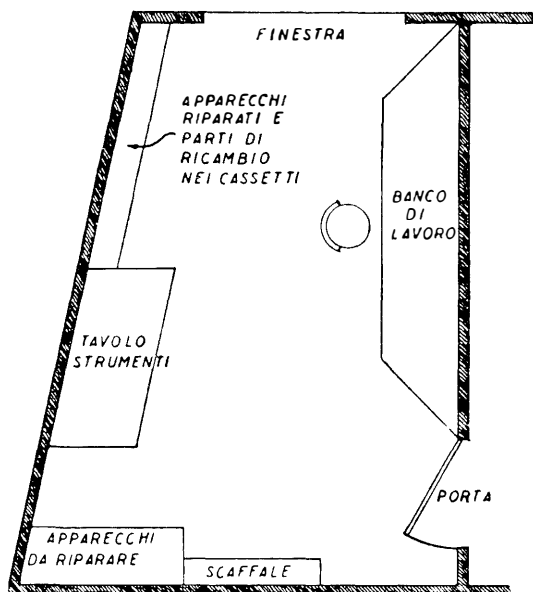 FINESTRA
APPARECCHI
RIPARATI E
PARTI DI
RICAMBIO
NEI CASSETTI
BANCO
DI
LAVORO
TAVOLO
STRUMENTI
PORTA
APPARECCHI
DA RIPARARE
SCAFFALE